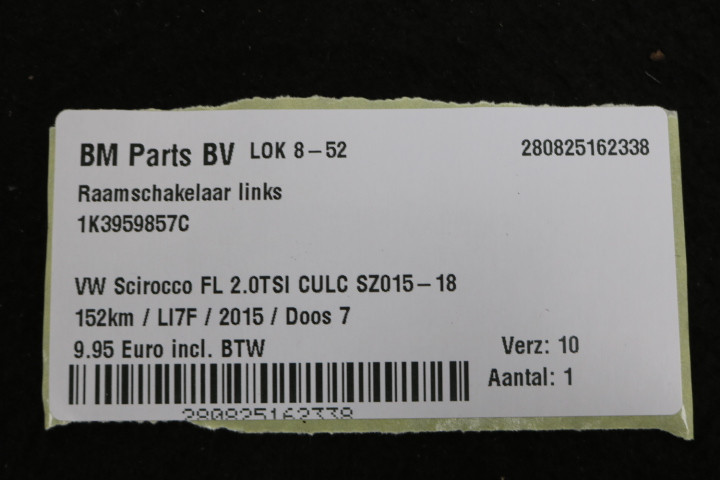 BM Parts BV LOK 8-52 280825162338
Raamschakelaar links
1K3959857C
VW Scirocco FL 2.0TSI CULC SZ015-18
152km / LI7F / 2015 / Doos 7
9.95 Euro incl. BTW Verz: 10
Aantal: 1
280825162338